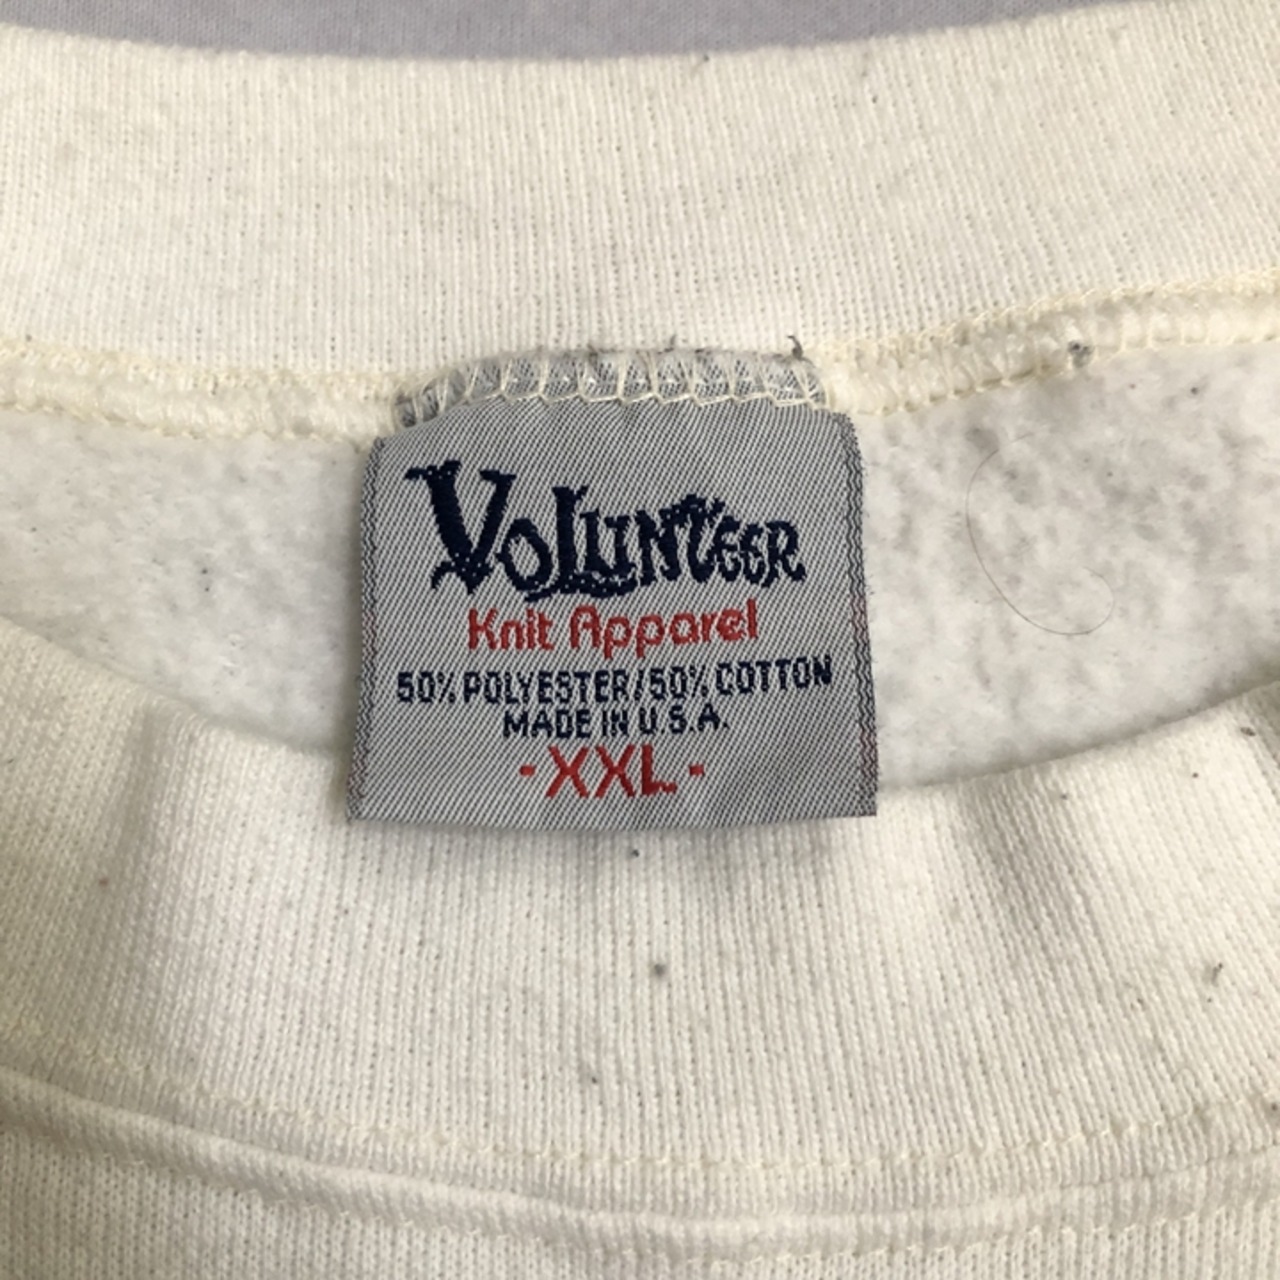 VOLUNTEER
Knit Apparel
50% POLYESTER/50% COTTON
MADE IN U.S.A.
-XXL-